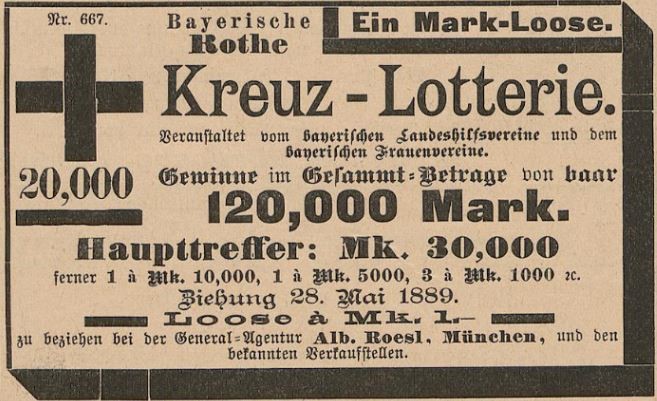 Nr. 667.
Bayerische
Rothe
Ein Mark-Loose.
Kreuz-Lotterie.
Veranstaltet vom bayerischen Landeshilfsvereine und dem
bayerischen Frauenvereine.
20,000
Gewinne im Gesammt-Betrage von baar
120,000 Mark.
Haupttreffer: Mk. 30,000
ferner 1 à Mk. 10,000, 1 à Mk. 5000, 3 à Mk. 1000 ꝛc.
Ziehung 28. Mai 1889.
Loose à Mk. 1.—
zu beziehen bei der General-Agentur Alb. Roesl, München, und den
bekannten Verkaufstellen.